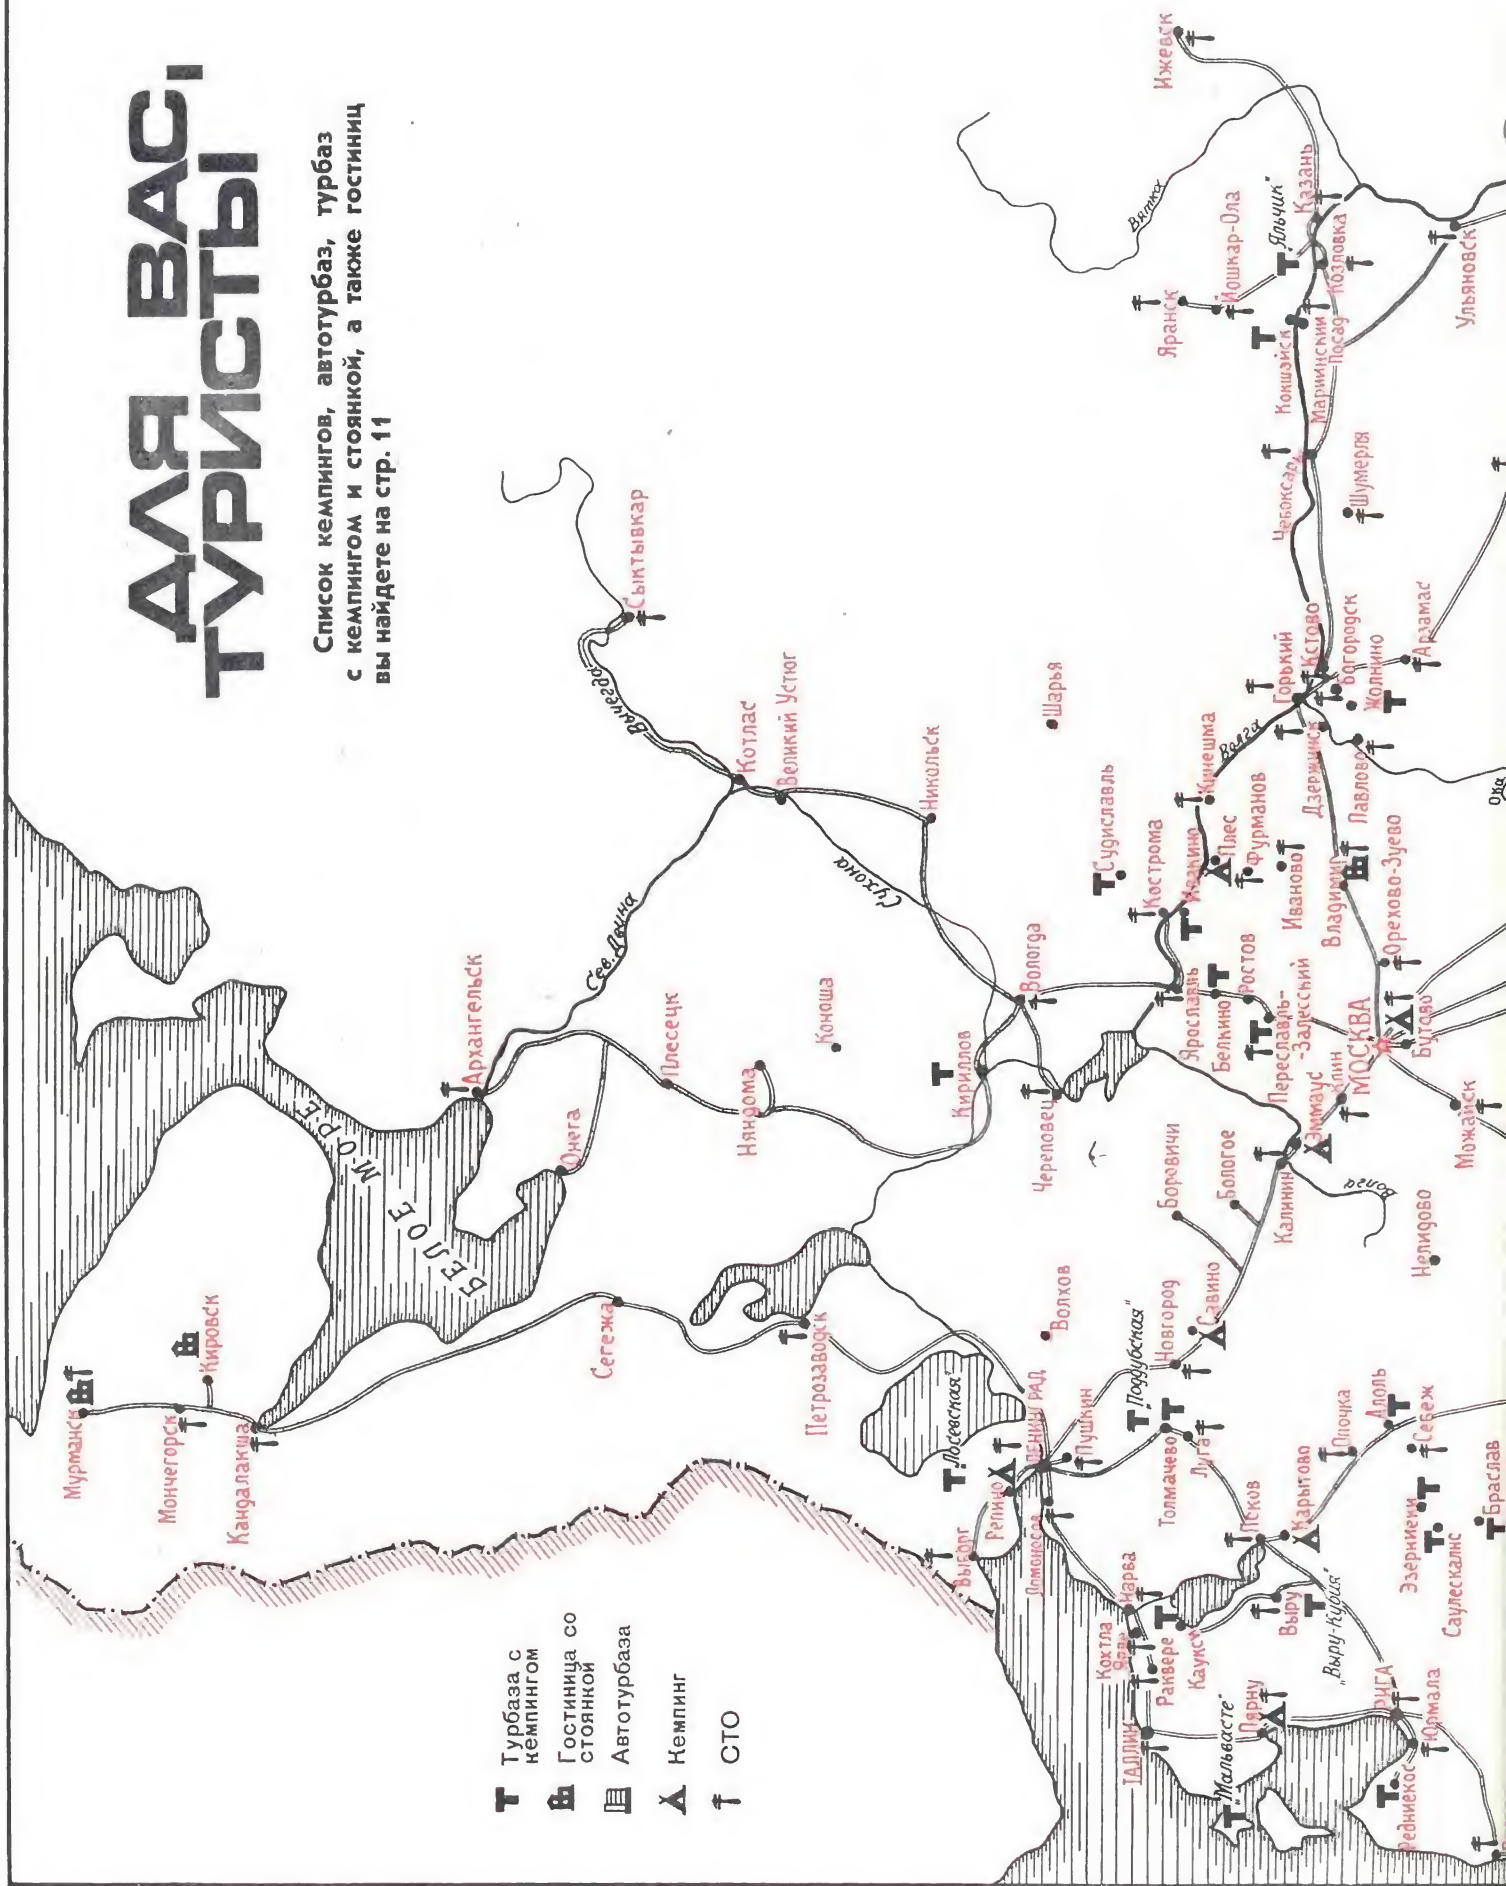 ДЛЯ ВАС,
ТУРИСТЫ
Список кемпингов, автотурбаз, турбаз
с кемпингом и стоянкой, а также гостиниц
вы найдете на стр. 11
Турбаза с
кемпингом
Гостиница со
стоянкой
Автотурбаза
Кемпинг
СТО
БЕЛОЕ МОРЕ
Мурманск
Мончегорск
Кировск
Кандалакша
Сегежа
Петрозаводск
Архангельск
Онега
Плесецк
Няндома
Коноша
Сев. Двина
Вычегда
Сыктывкар
Котлас
Великий Устюг
Никольск
Сухона
Шарья
Кириллов
Вологда
Череповец
Волхов
"Лосевская"
Выборг
Репино
ЛЕНИНГРАД
Ломоносов
Пушкин
"Поддубская"
Толмачево
Луга
Новгород
Савино
Боровичи
Бологое
Калинин
Эммаус
Клин
МОСКВА
Бутово
Можайск
Нелидово
Волга
Ярославль
Белкино
Ростов
Переславль-
-Залесский
Кострома
Судиславль
Ивакино
Плес
Фурманов
Кинешма
Иваново
Владимир
Орехово-Зуево
Волга
Горький
Дзержинск
Павлово
Кстово
Богородск
Жолнино
Арзамас
Ока
Чебоксары
Шумерля
Кокшайск
Мариинский
Посад
Козловка
"Яльчик"
Казань
Йошкар-Ола
Яранск
Вятка
Ижевск
Ульяновск
Нарва
Кохтла
Раквере
Каукси
ТАЛЛИН
Пярну
"Мальвасте"
Выру
"Выру-Кубия"
Псков
Карытово
Опочка
Алоль
Себеж
Эзерниеки
Саулескалнс
Браслав
РИГА
Юрмала